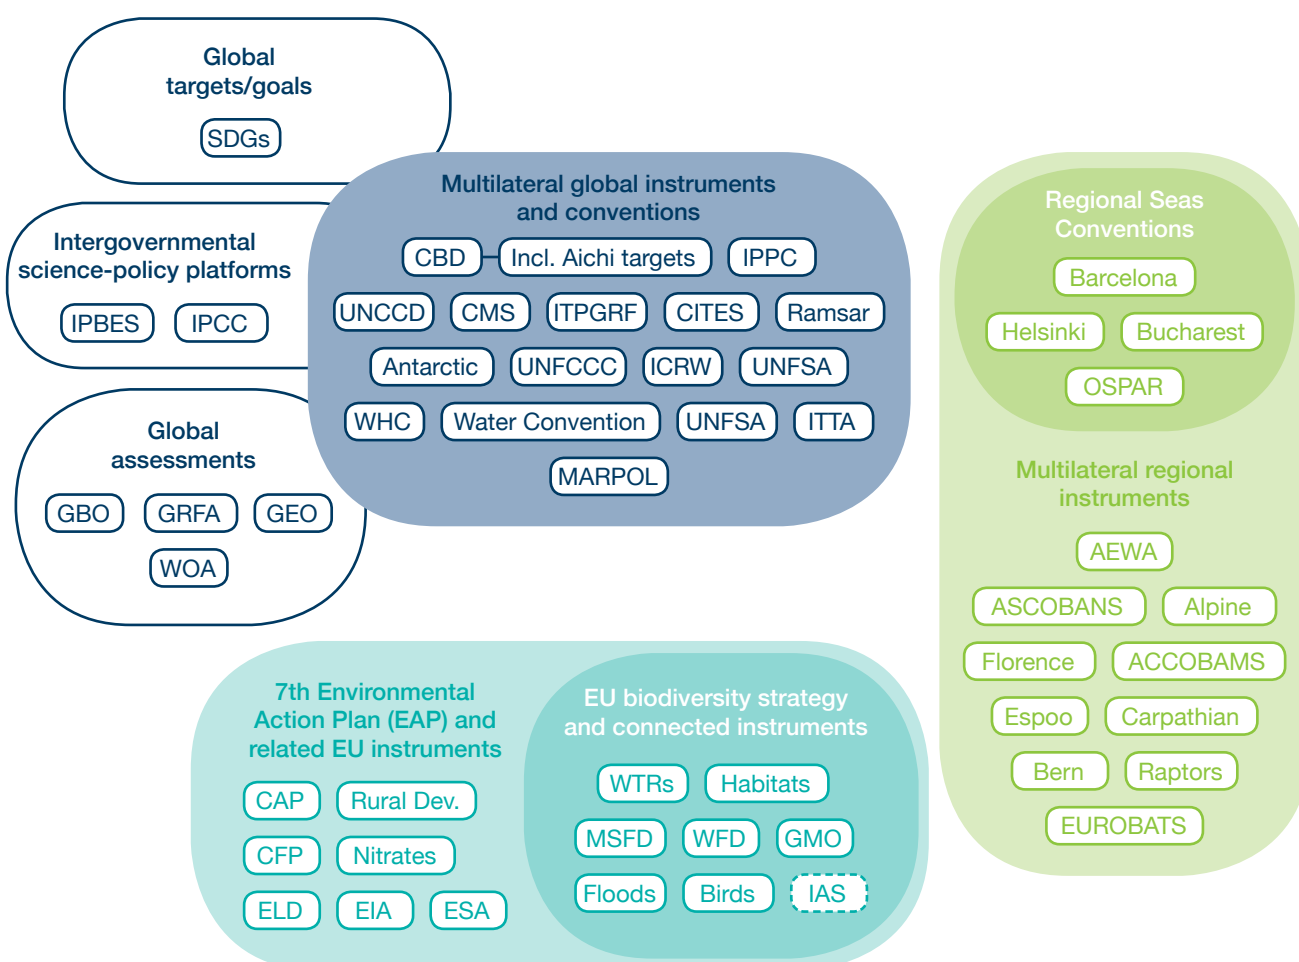 Global
targets/goals
SDGs
Intergovernmental
science-policy platforms
IPBES IPCC
Global
assessments
GBO GRFA GEO
WOA
Multilateral global instruments
and conventions
CBD Incl. Aichi targets IPPC
UNCCD CMS ITPGRF CITES Ramsar
Antarctic UNFCCC ICRW UNFSA
WHC Water Convention UNFSA ITTA
MARPOL
Regional Seas
Conventions
Barcelona
Helsinki Bucharest
OSPAR
Multilateral regional
instruments
AEWA
ASCOBANS Alpine
Florence ACCOBAMS
Espoo Carpathian
Bern Raptors
EUROBATS
7th Environmental
Action Plan (EAP) and
related EU instruments
CAP Rural Dev.
CFP Nitrates
ELD EIA ESA
EU biodiversity strategy
and connected instruments
WTRs Habitats
MSFD WFD GMO
Floods Birds IAS